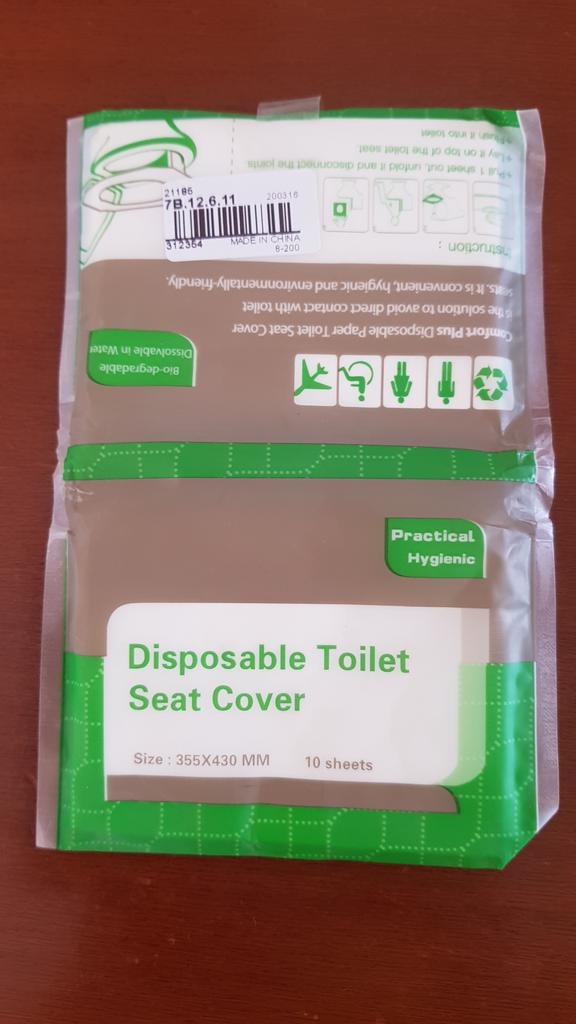 21186
7B.12.6.11
200316
312354
MADE IN CHINA
8-200
Instruction :
+Pull 1 sheet out, unfold it and disconnect the joints
+Lay it on top of the toilet seat.
+Flush it into toilet
Comfort Plus Disposable Paper Toilet Seat Cover
is the solution to avoid direct contact with toilet
seats. It is convenient, hygienic and environmentally-friendly.
Bio-degradable
Dissolvable in Water
Practical
Hygienic
Disposable Toilet
Seat Cover
Size : 355X430 MM
10 sheets